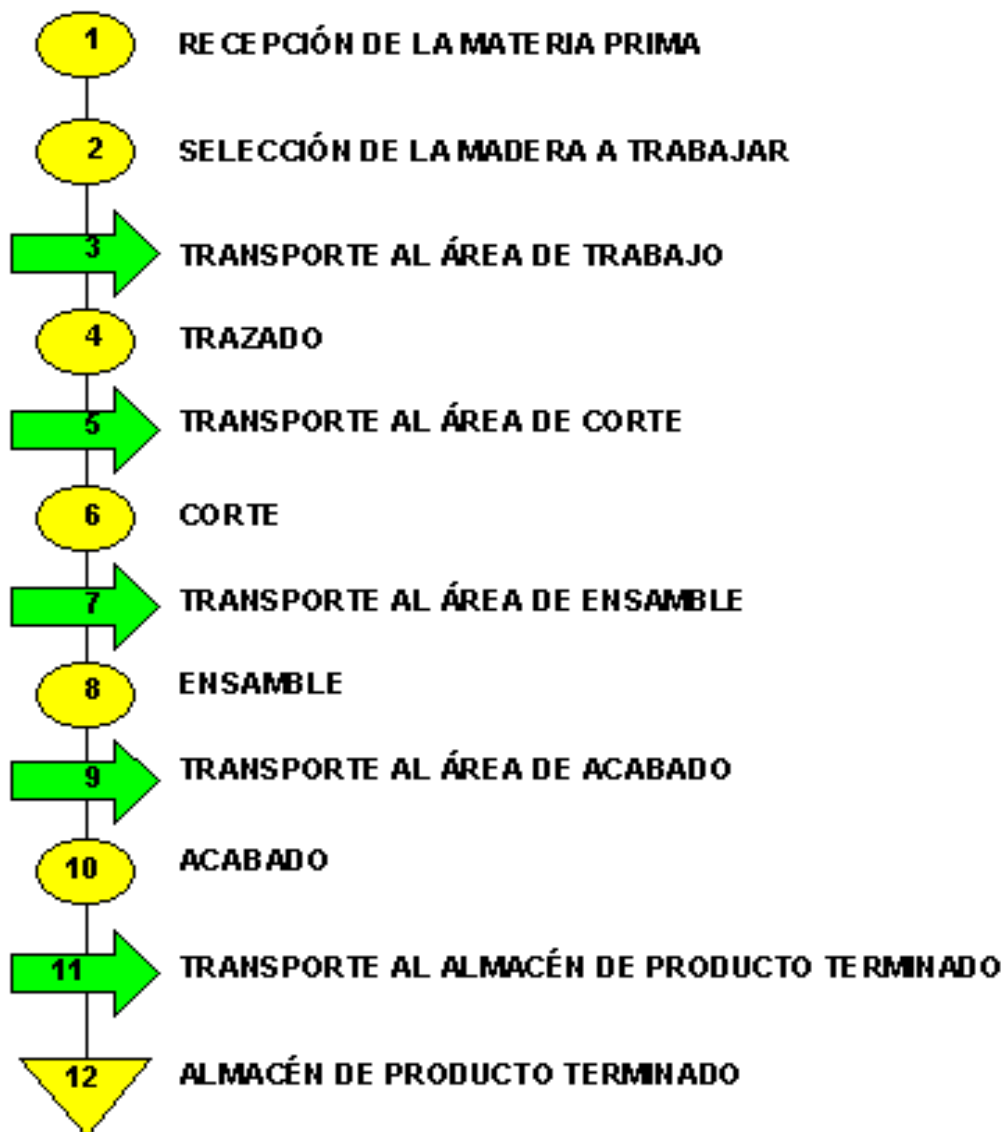 1 RECEPCIÓN DE LA MATERIA PRIMA
2 SELECCIÓN DE LA MADERA A TRABAJAR
3 TRANSPORTE AL ÁREA DE TRABAJO
4 TRAZADO
5 TRANSPORTE AL ÁREA DE CORTE
6 CORTE
7 TRANSPORTE AL ÁREA DE ENSAMBLE
8 ENSAMBLE
9 TRANSPORTE AL ÁREA DE ACABADO
10 ACABADO
11 TRANSPORTE AL ALMACÉN DE PRODUCTO TERMINADO
12 ALMACÉN DE PRODUCTO TERMINADO